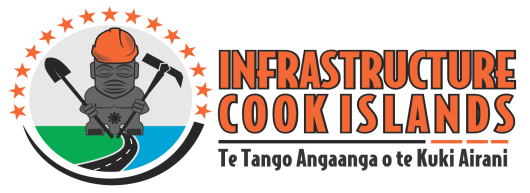 INFRASTRUCTURE
COOK ISLANDS
Te Tango Angaanga o te Kuki Airani